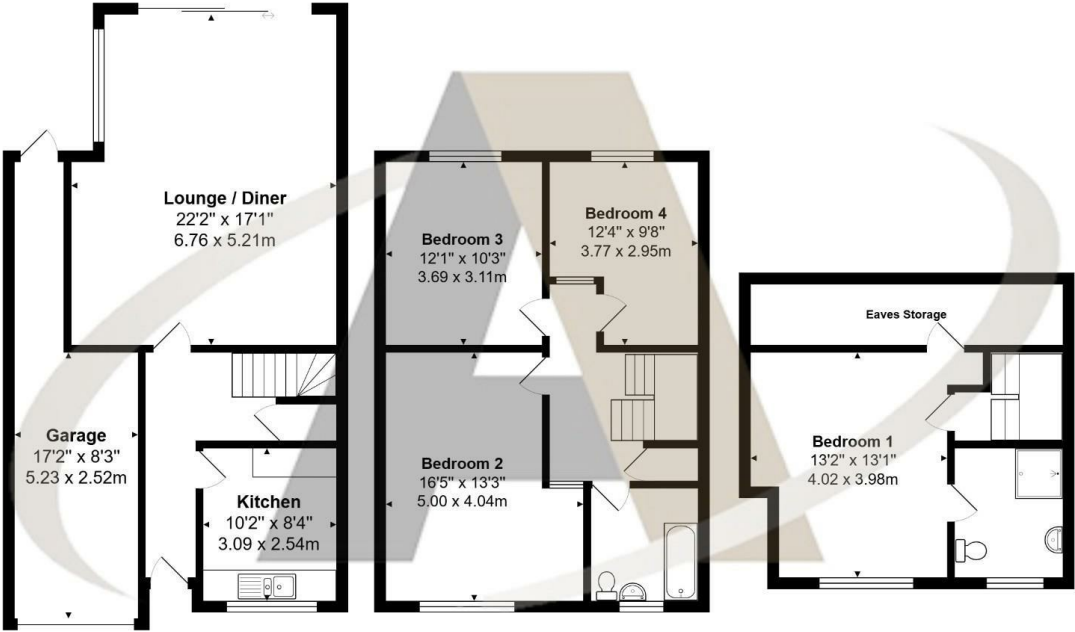 Lounge / Diner
22'2" x 17'1"
6.76 x 5.21m
Garage
17'2" x 8'3"
5.23 x 2.52m
Kitchen
10'2" x 8'4"
3.09 x 2.54m
Bedroom 3
12'1" x 10'3"
3.69 x 3.11m
Bedroom 4
12'4" x 9'8"
3.77 x 2.95m
Bedroom 2
16'5" x 13'3"
5.00 x 4.04m
Eaves Storage
Bedroom 1
13'2" x 13'1"
4.02 x 3.98m
A